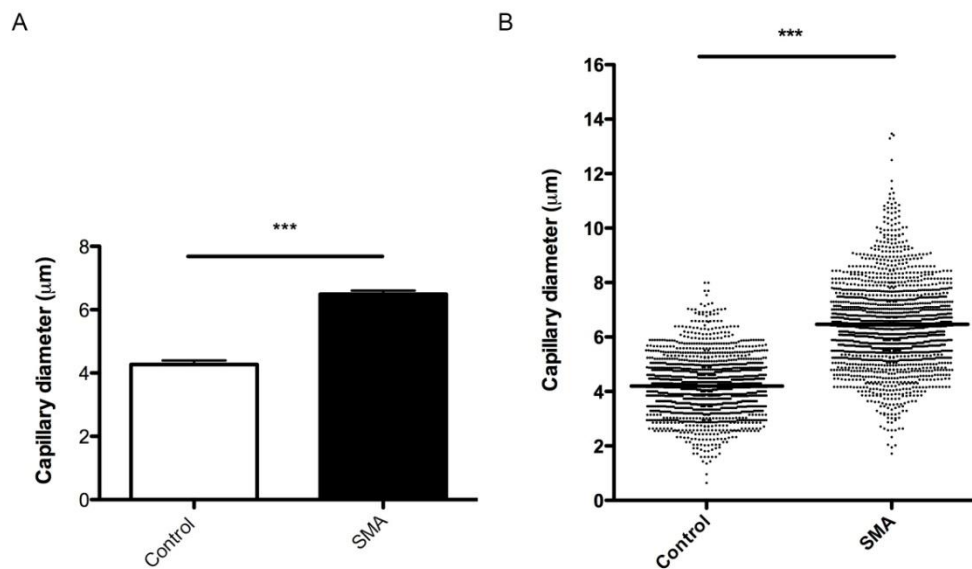 A
Capillary diameter (μm)
8
6
4
2
0
***
Control
SMA
B
Capillary diameter (μm)
16
14
12
10
8
6
4
2
0
***
Control
SMA